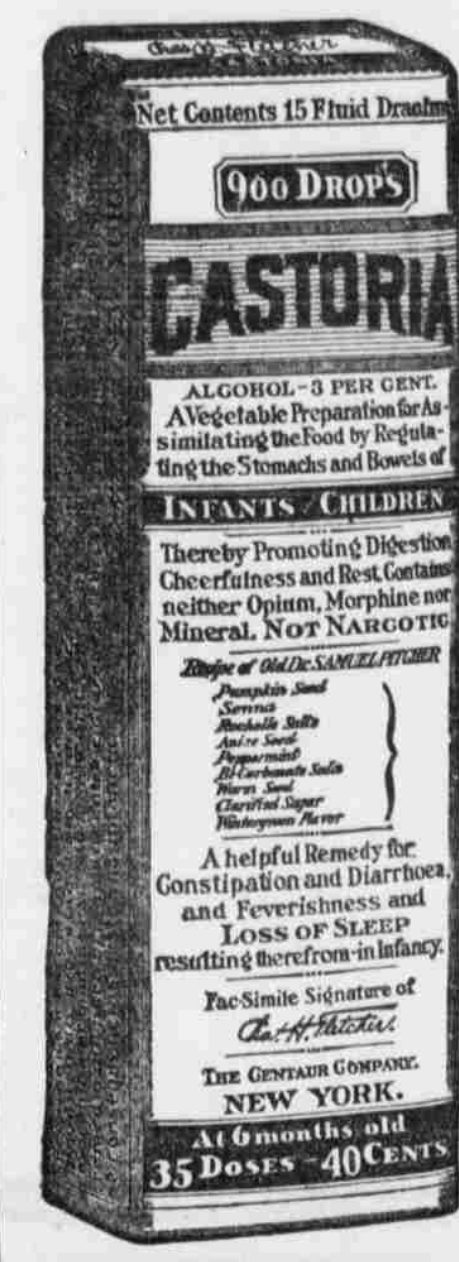 Chas H. Fletcher
Net Contents 15 Fluid Drachms
900 DROPS
CASTORIA
ALCOHOL-3 PER CENT.
A Vegetable Preparation for As-
similating the Food by Regula-
ting the Stomachs and Bowels of
INFANTS / CHILDREN
Thereby Promoting Digestion
Cheerfulness and Rest. Contains
neither Opium, Morphine nor
Mineral. NOT NARCOTIC
Recipe of Old Dr. SAMUEL PITCHER
Pumpkin Seed
Senna
Rochelle Salts
Anise Seed
Peppermint
Bi-Carbonate Soda
Worm Seed
Clarified Sugar
Wintergreen Flavor
A helpful Remedy for
Constipation and Diarrhoea,
and Feverishness and
LOSS OF SLEEP
resulting therefrom-in Infancy.
Fac-Simile Signature of
Chas. H. Fletcher.
THE CENTAUR COMPANY.
NEW YORK.
At 6 months old
35 DOSES - 40 CENTS